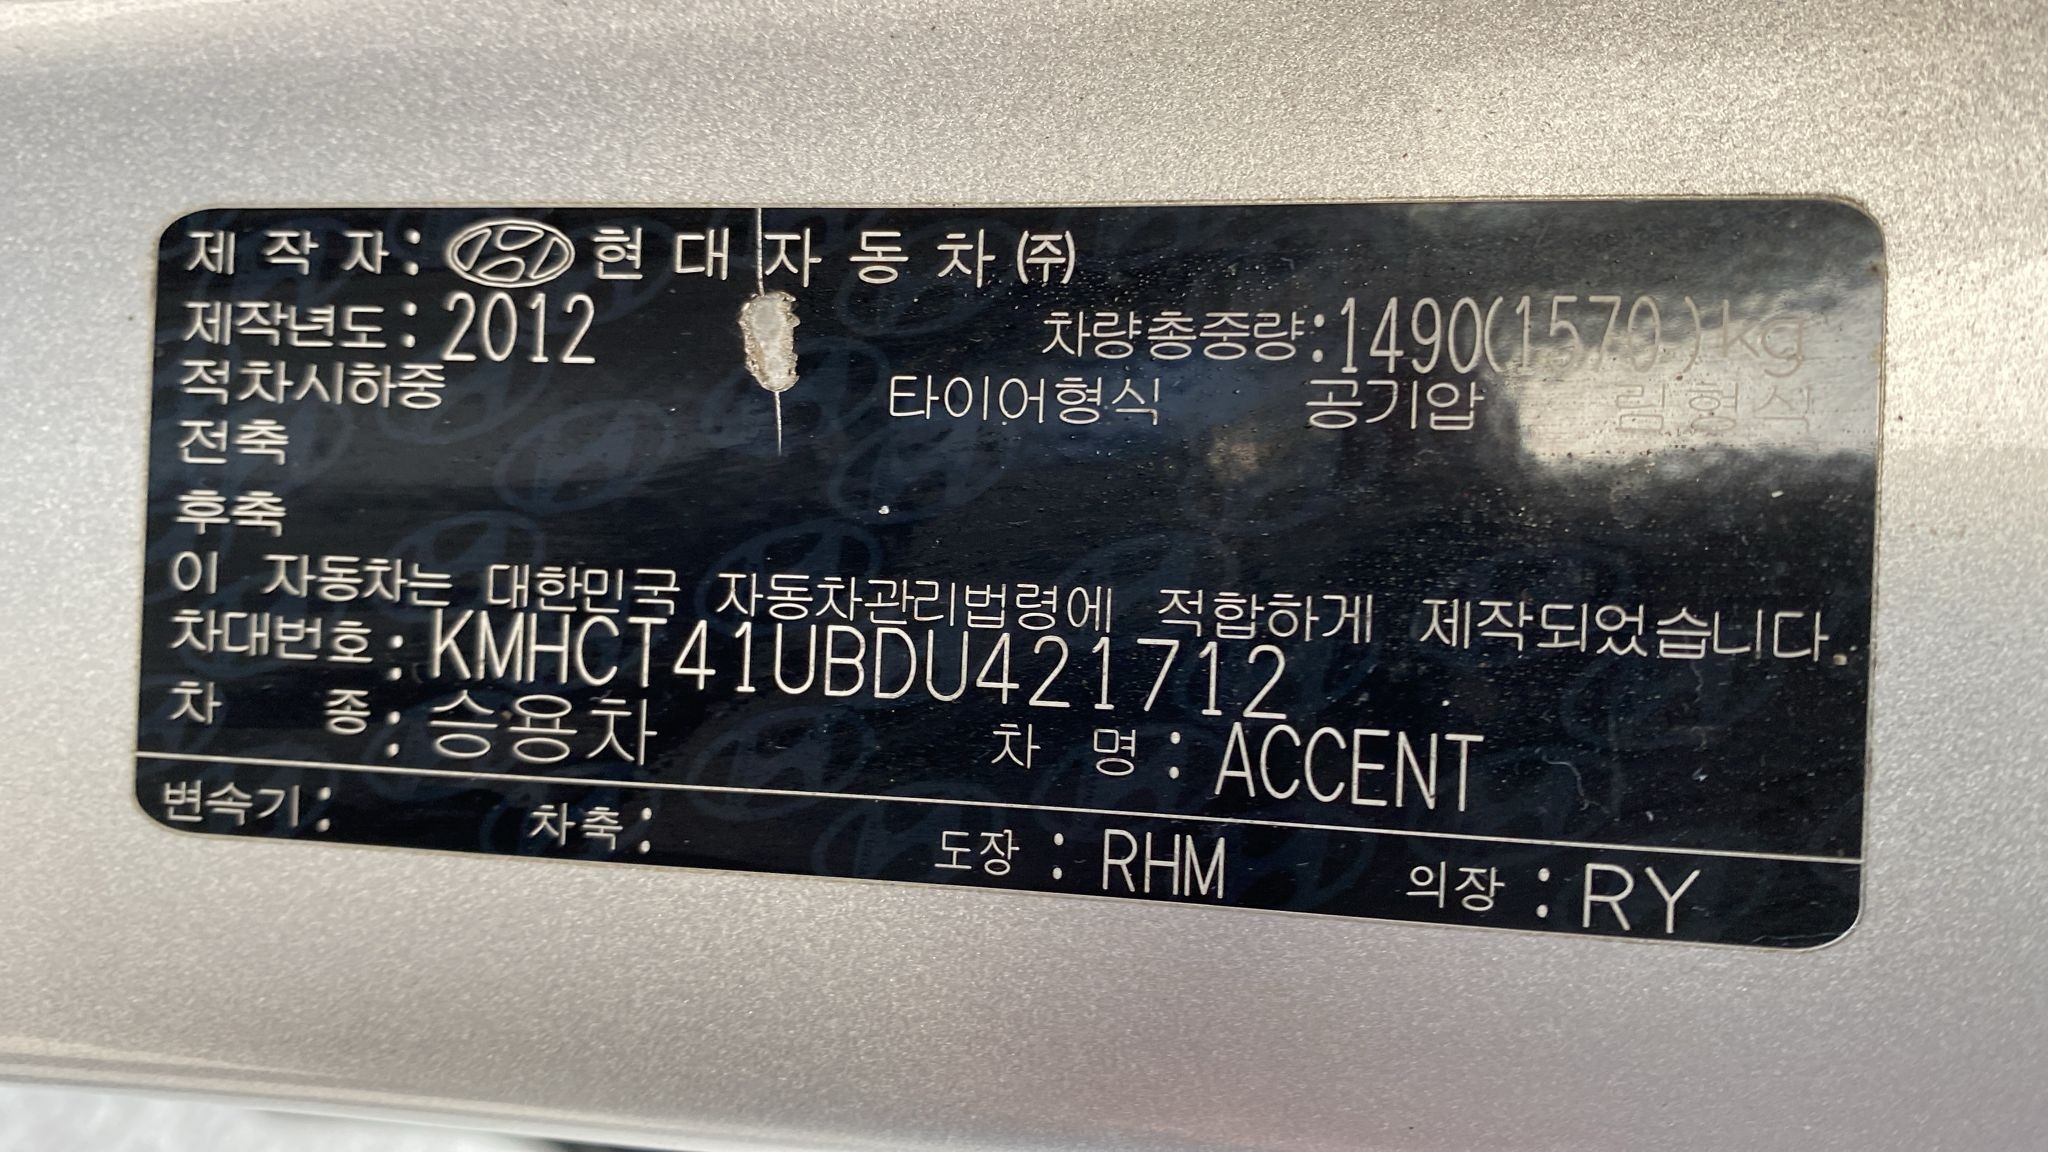 제 작 자 : 현 대 자 동 차 ㈜
제작년도 : 2012 차량총중량 : 1490(1570)kg
적차시하중 타이어형식 공기압 림형식
전축
후축
이 자동차는 대한민국 자동차관리법령에 적합하게 제작되었습니다.
차대번호 : KMHCT41UBDU421712
차 종 : 승용차 차 명 : ACCENT
변속기 : 차축 : 도장 : RHM 의장 : RY